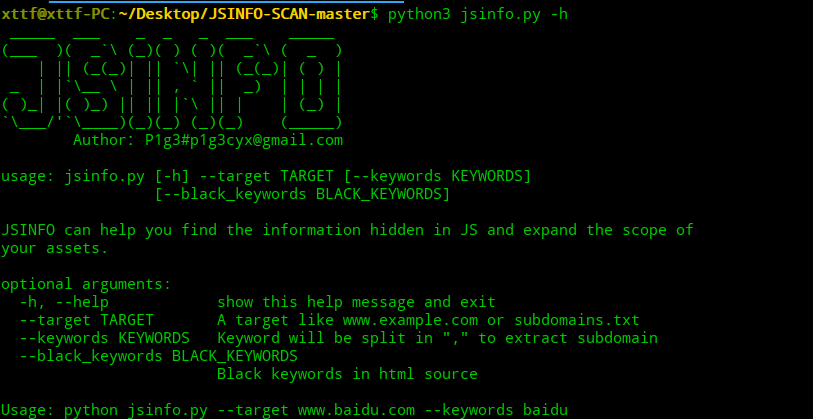 xttf@xttf-PC:~/Desktop/JSINFO-SCAN-master$ python3 jsinfo.py -h
JSINFO
Author: P1g3#p1g3cyx@gmail.com
usage: jsinfo.py [-h] --target TARGET [--keywords KEYWORDS]
[--black_keywords BLACK_KEYWORDS]
JSINFO can help you find the information hidden in JS and expand the scope of
your assets.
optional arguments:
-h, --help show this help message and exit
--target TARGET A target like www.example.com or subdomains.txt
--keywords KEYWORDS Keyword will be split in "," to extract subdomain
--black_keywords BLACK_KEYWORDS
Black keywords in html source
Usage: python jsinfo.py --target www.baidu.com --keywords baidu